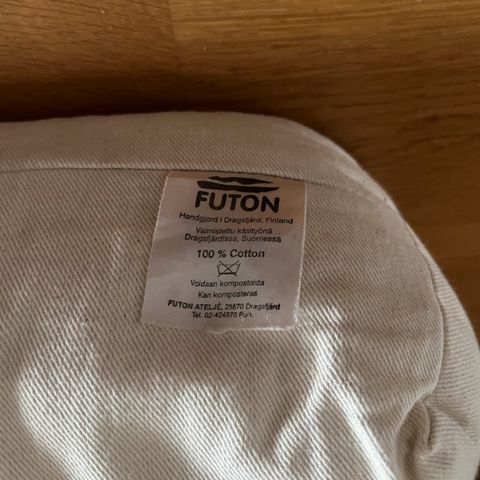 FUTON
Handgjord i Dragsfjärd, Finland
Valmistettu käsityönä
Dragsfjärdissa, Suomessa
100 % Cotton
Voidaan kompostoida
Kan komposteras
FUTON ATELJÉ, 25870 Dragsfjärd
Tel. 02-424970 Puh.